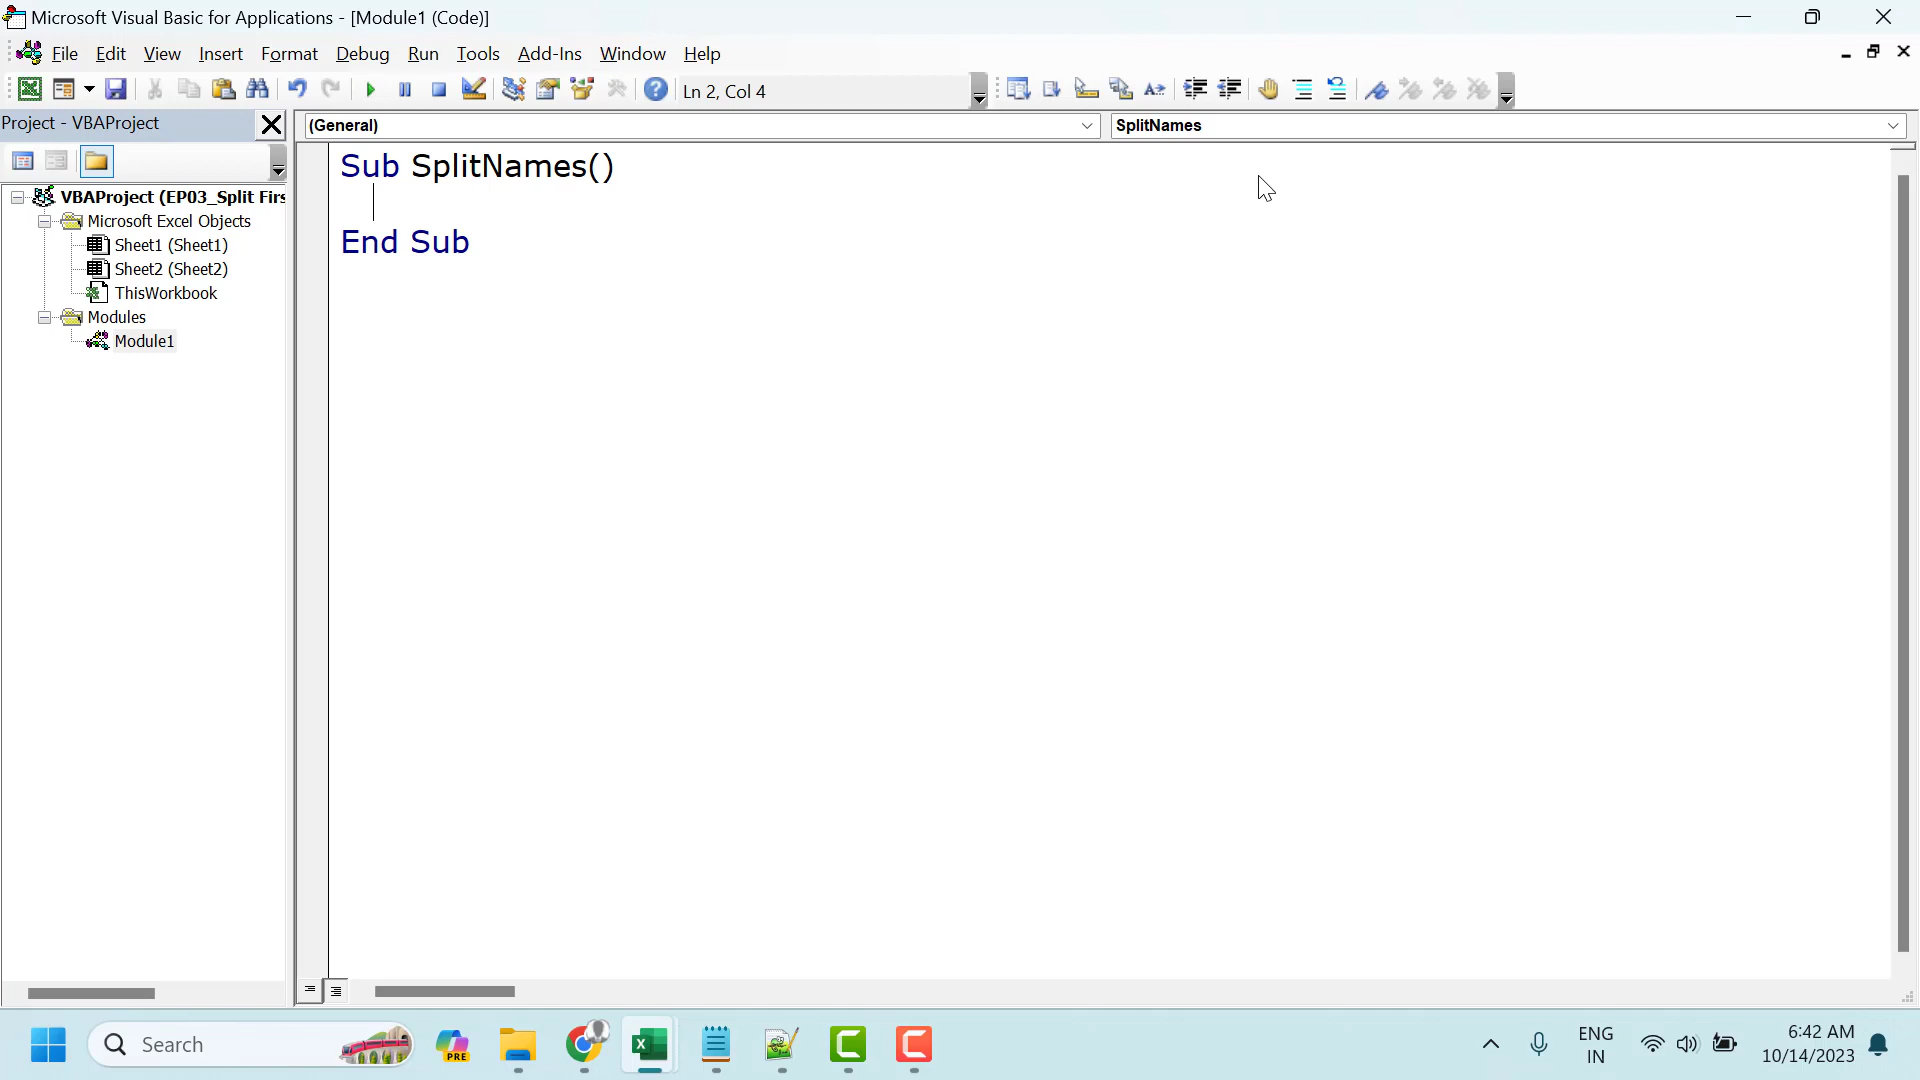 Microsoft Visual Basic for Applications - [Module1 (Code)]
File Edit View Insert Format Debug Run Tools Add-Ins Window Help
Ln 2, Col 4
Project - VBAProject
(General)
SplitNames
VBAProject (EP03_Split Firs
Microsoft Excel Objects
Sheet1 (Sheet1)
Sheet2 (Sheet2)
ThisWorkbook
Modules
Module1
Sub SplitNames()
End Sub
Search
PRE
ENG
IN
6:42 AM
10/14/2023